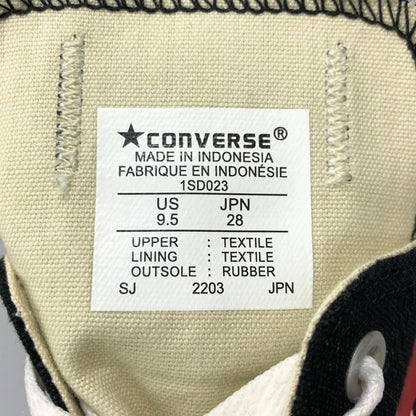 ★CONVERSE®
MADE IN INDONESIA
FABRIQUE EN INDONÉSIE
1SD023
US JPN
9.5 28
UPPER : TEXTILE
LINING : TEXTILE
OUTSOLE : RUBBER
SJ 2203 JPN